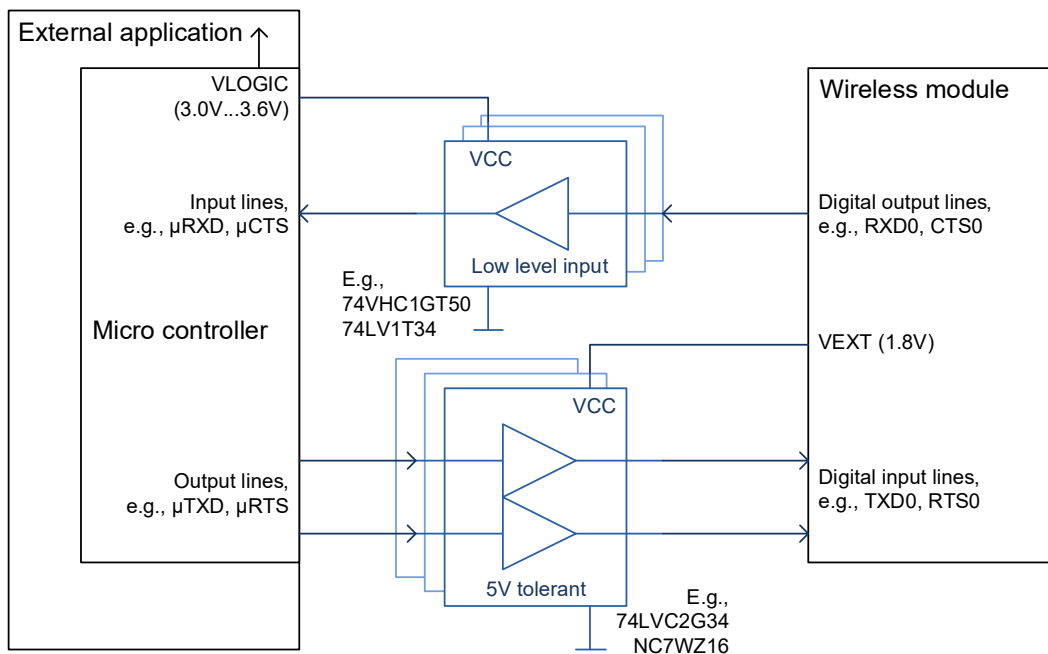 External application
VLOGIC
(3.0V...3.6V)
Wireless module
VCC
Input lines,
e.g., µRXD, µCTS
Digital output lines,
e.g., RXD0, CTS0
Low level input
E.g.,
74VHC1GT50
74LV1T34
Micro controller
VEXT (1.8V)
VCC
Output lines,
e.g., µTXD, µRTS
Digital input lines,
e.g., TXD0, RTS0
5V tolerant
E.g.,
74LVC2G34
NC7WZ16